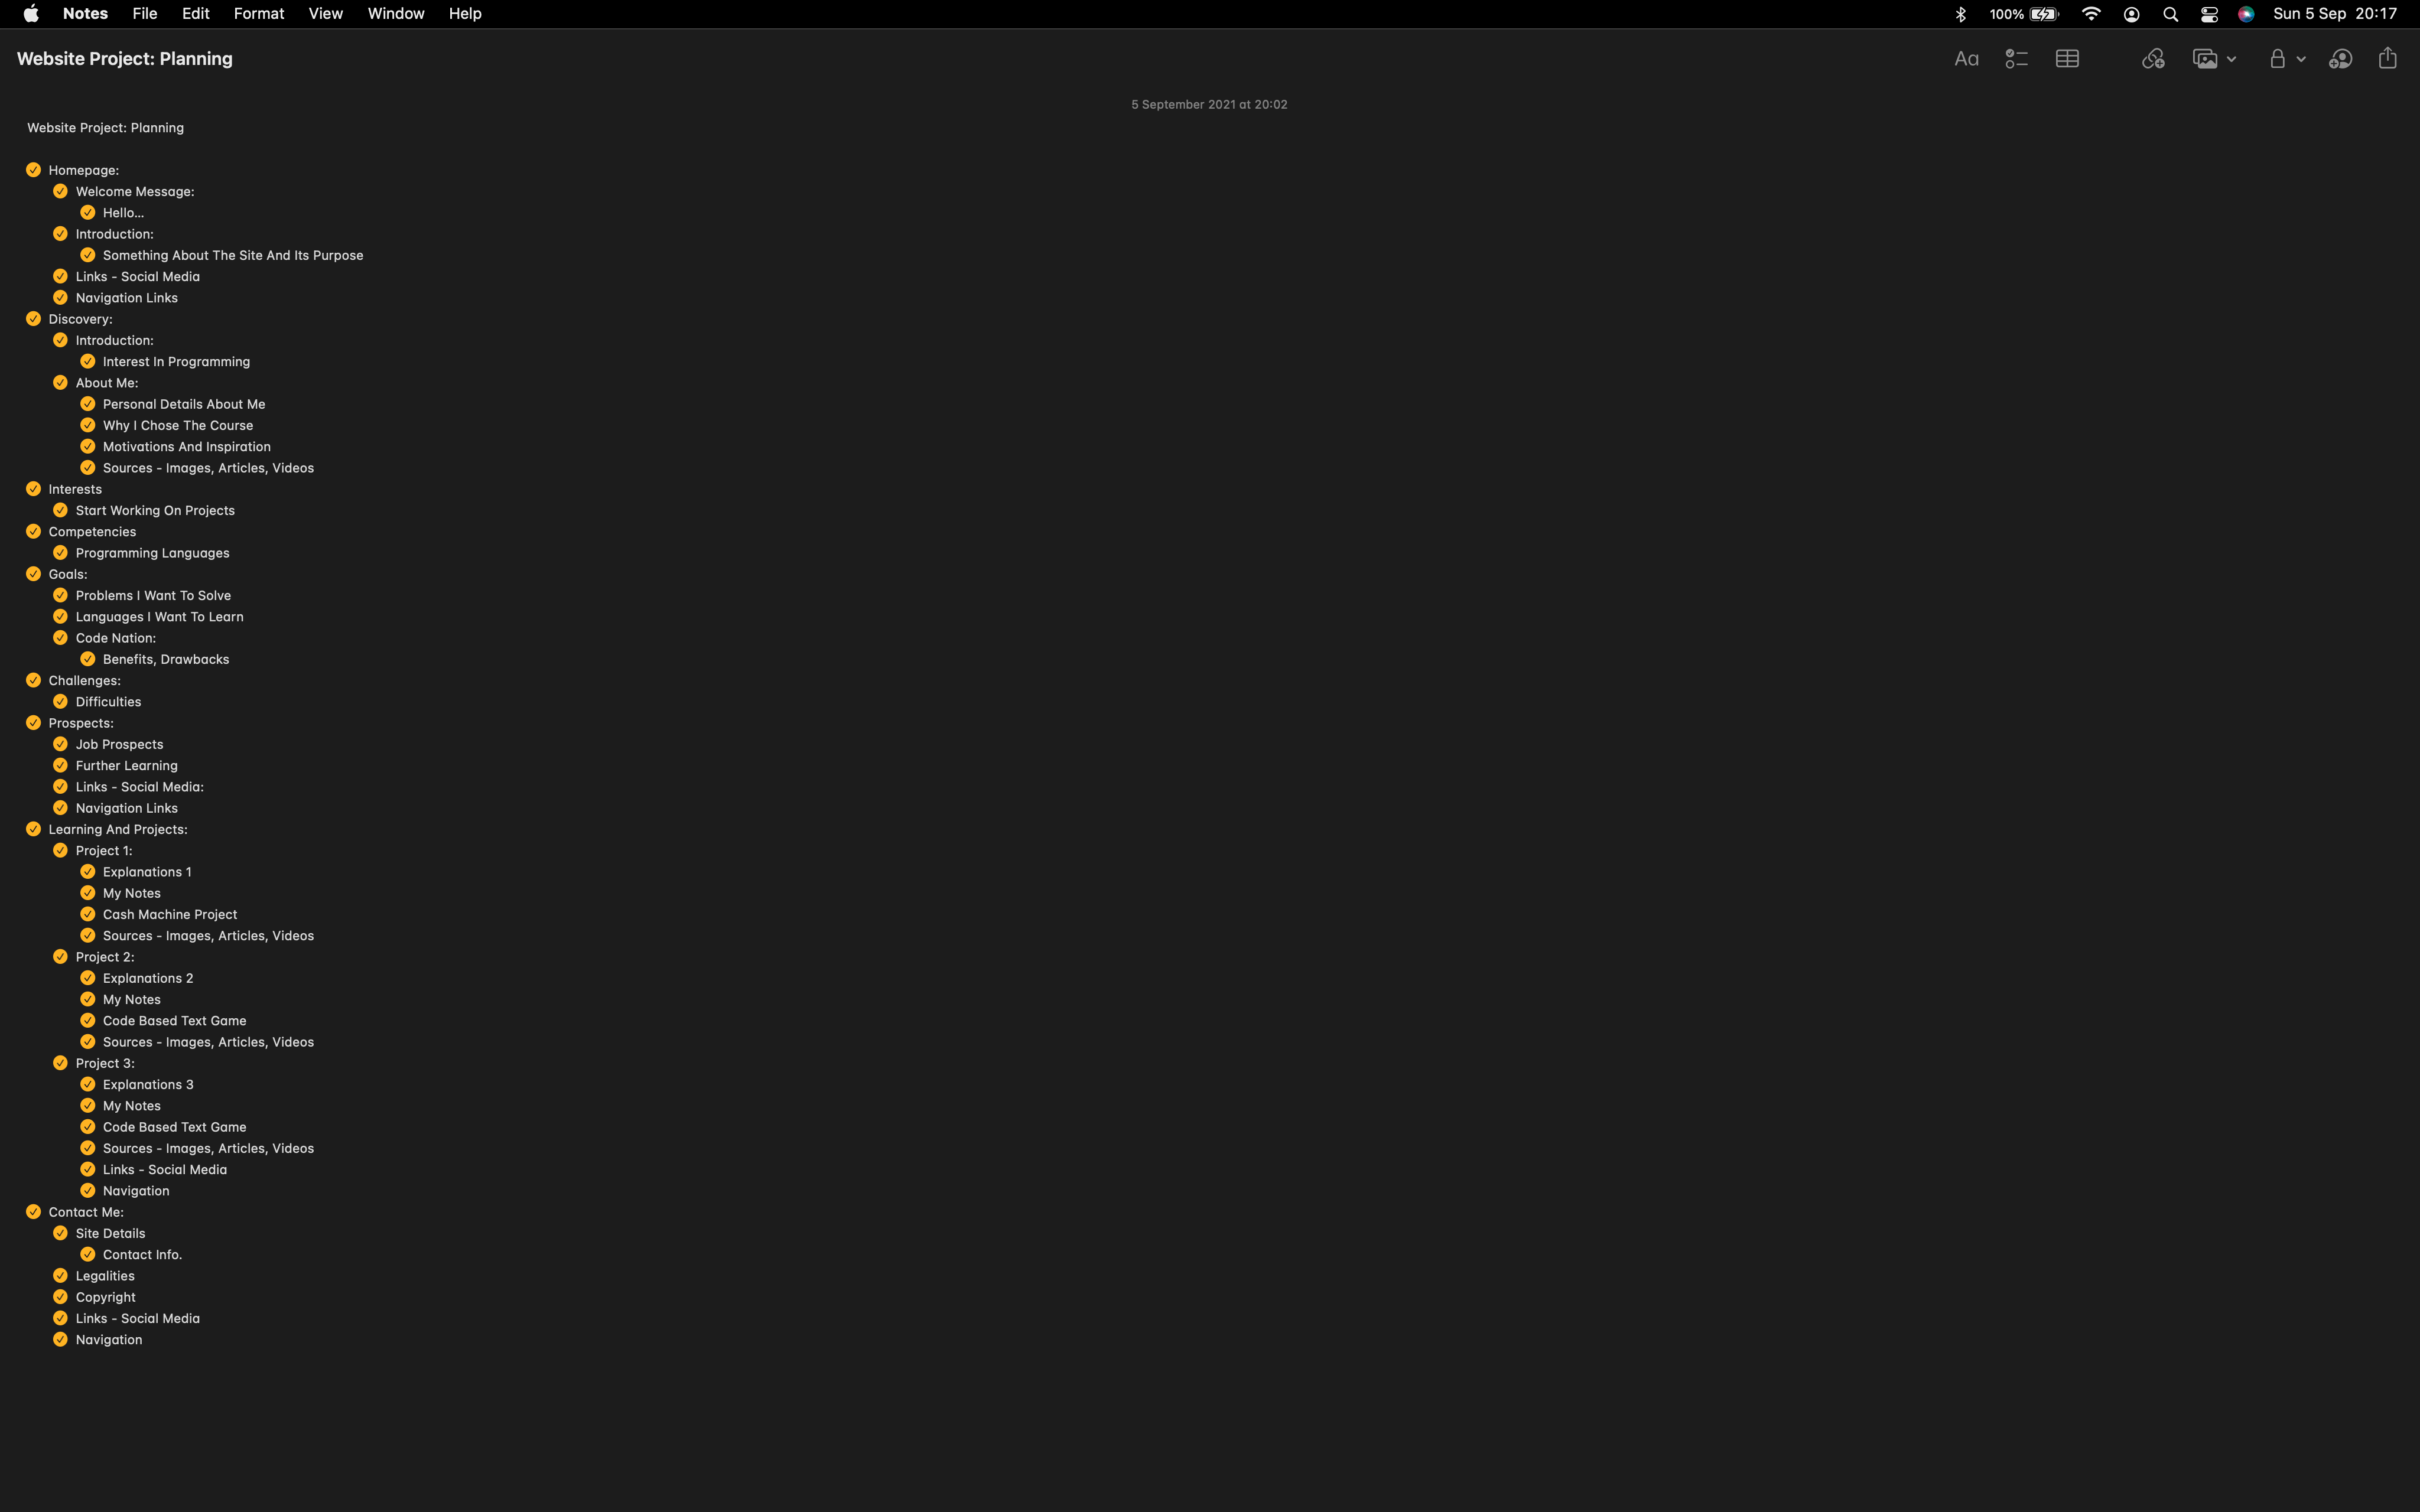 Notes File Edit Format View Window Help 100% Sun 5 Sep 20:17
Website Project: Planning
Aa
5 September 2021 at 20:02
Website Project: Planning
Homepage:
Welcome Message:
Hello...
Introduction:
Something About The Site And Its Purpose
Links - Social Media
Navigation Links
Discovery:
Introduction:
Interest In Programming
About Me:
Personal Details About Me
Why I Chose The Course
Motivations And Inspiration
Sources - Images, Articles, Videos
Interests
Start Working On Projects
Competencies
Programming Languages
Goals:
Problems I Want To Solve
Languages I Want To Learn
Code Nation:
Benefits, Drawbacks
Challenges:
Difficulties
Prospects:
Job Prospects
Further Learning
Links - Social Media:
Navigation Links
Learning And Projects:
Project 1:
Explanations 1
My Notes
Cash Machine Project
Sources - Images, Articles, Videos
Project 2:
Explanations 2
My Notes
Code Based Text Game
Sources - Images, Articles, Videos
Project 3:
Explanations 3
My Notes
Code Based Text Game
Sources - Images, Articles, Videos
Links - Social Media
Navigation
Contact Me:
Site Details
Contact Info.
Legalities
Copyright
Links - Social Media
Navigation